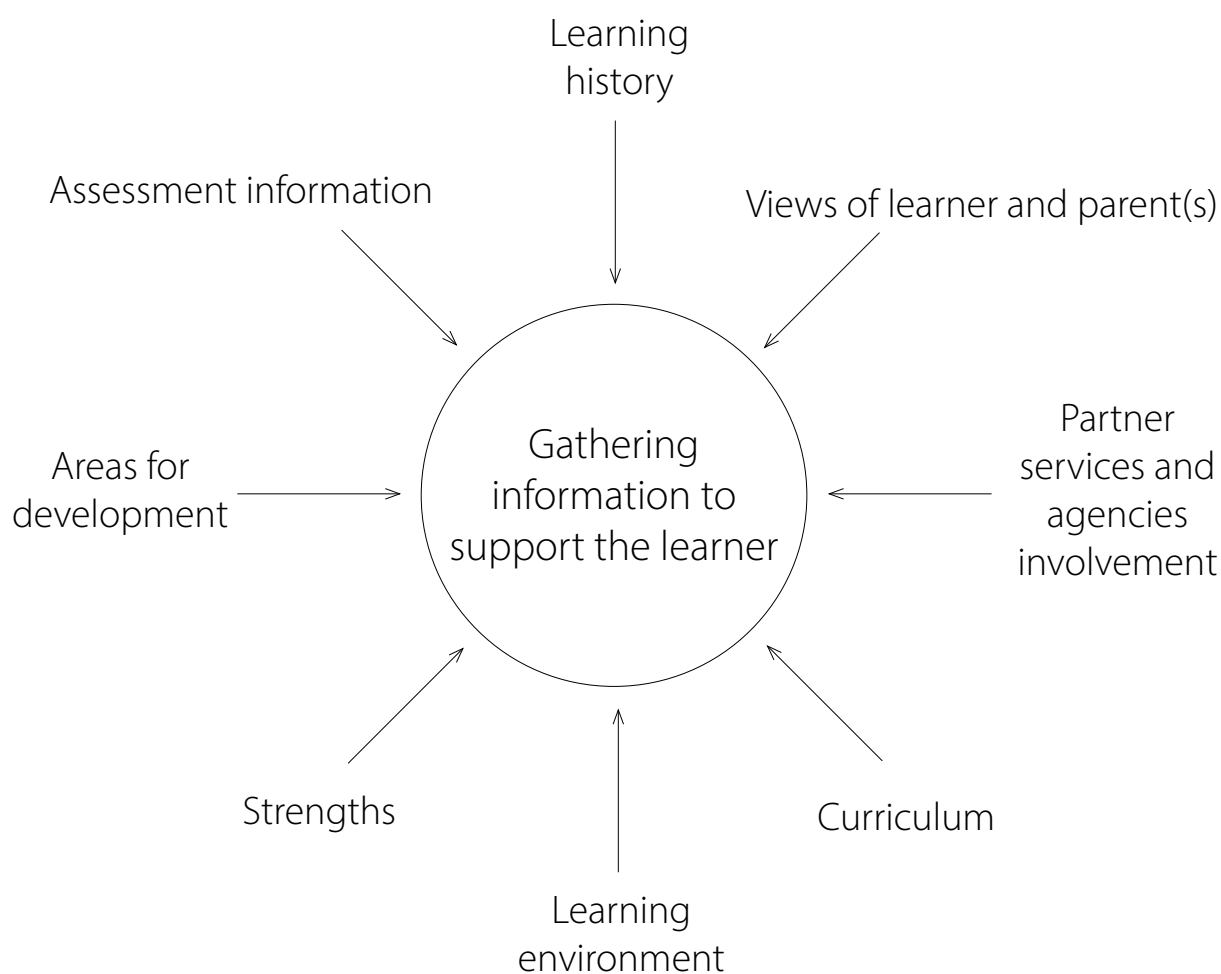 Learning
history
Assessment information
Views of learner and parent(s)
Partner
services and
agencies
involvement
Gathering
information to
support the learner
Areas for
development
Strengths
Curriculum
Learning
environment